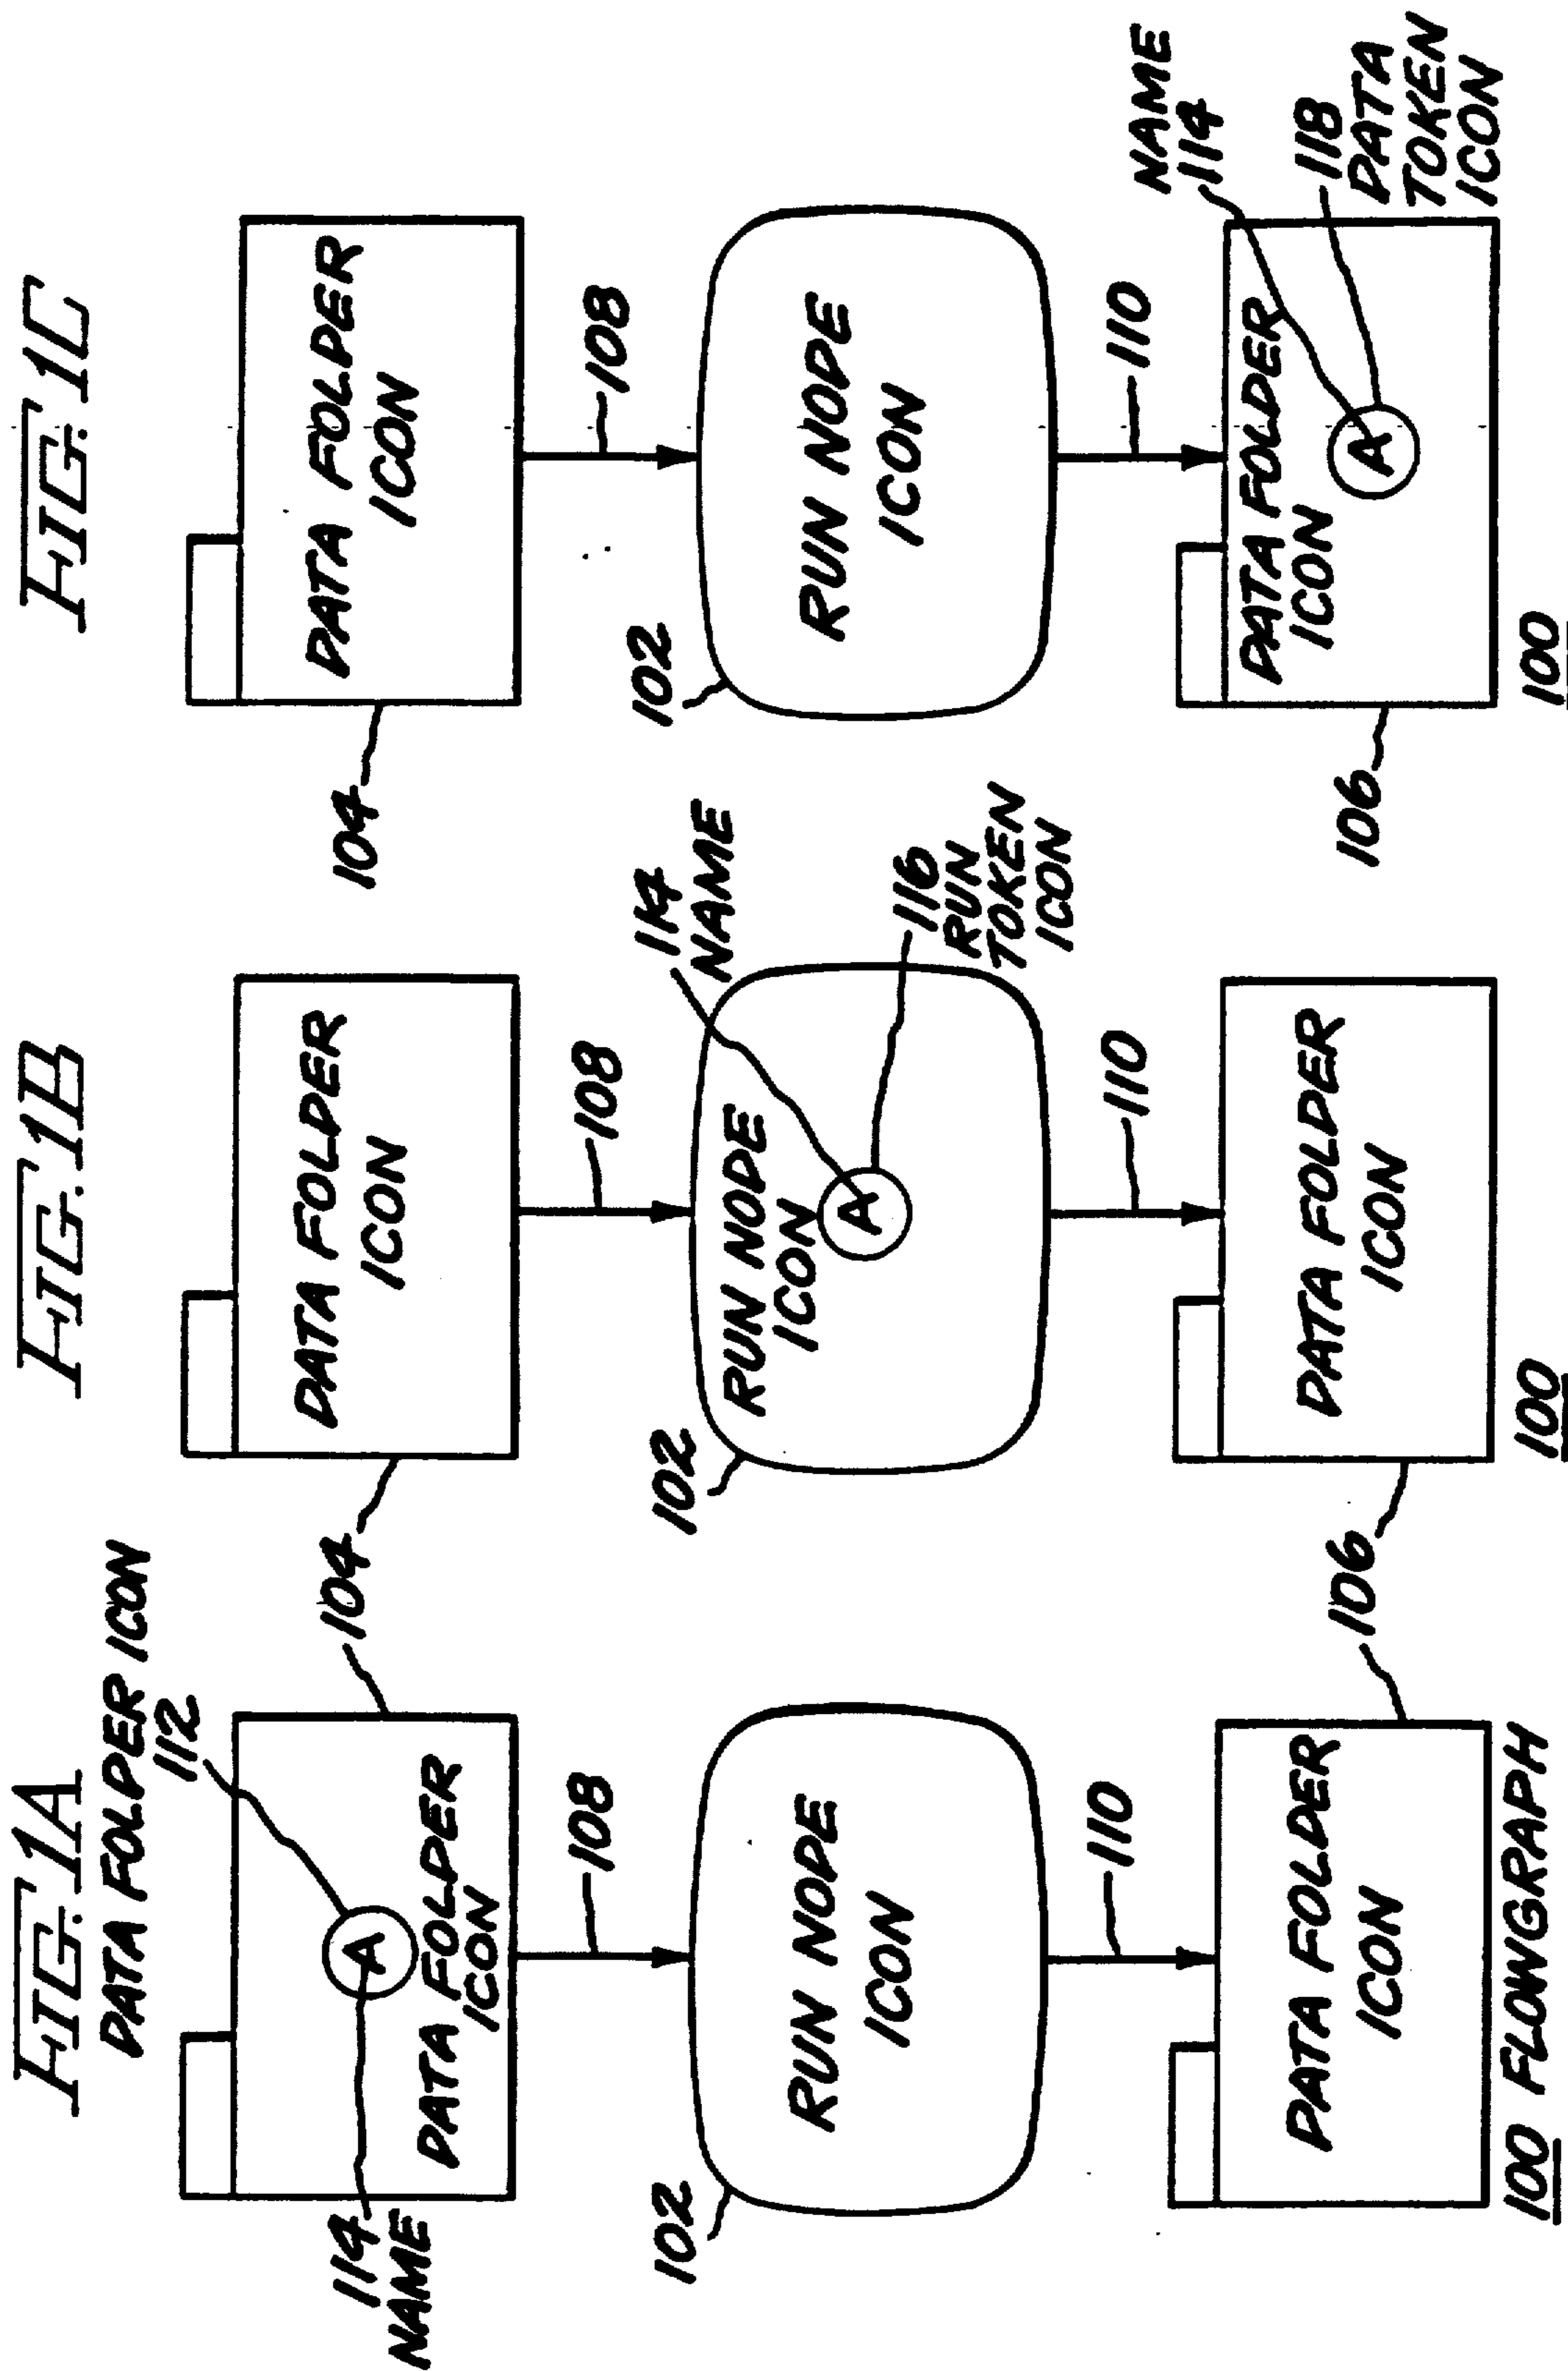 FIG. 1A
DATA FOLDER ICON
112
A
114
NAME
DATA FOLDER
ICON
104
108
102
RUN NODE
ICON
110
DATA FOLDER
ICON
106
100 FLOWGRAPH
FIG. 1B
DATA FOLDER
ICON
108
114
NAME
102
RUN NODE
ICON
A
116
RUN
TOKEN
ICON
110
DATA FOLDER
ICON
100
FIG. 1C
104
DATA FOLDER
ICON
108
102
RUN NODE
ICON
110
NAME
114
DATA FOLDER
ICON
A
118
DATA
TOKEN
ICON
106
100